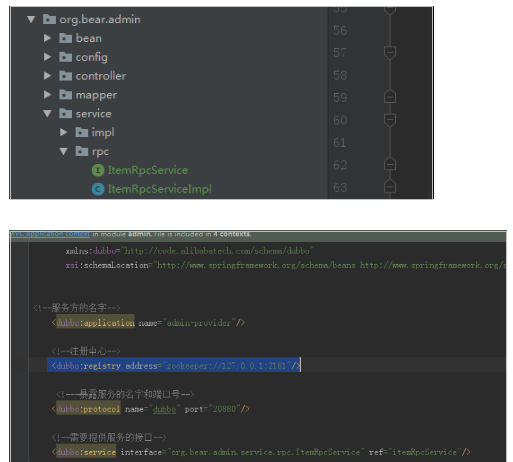 org.bear.admin
55
bean
56
config
57
controller
58
mapper
59
service
60
impl
61
rpc
62
ItemRpcService
ItemRpcServiceImpl
63
application context in module admin. File is included in 4 contexts.
xmlns:dubbo="http://code.alibabatech.com/schema/dubbo"
xsi:schemaLocation="http://www.springframework.org/schema/beans http://www.springframework.org/s
<!--服务方的名字-->
<dubbo:application name="admin-provider"/>
<!--注册中心-->
<dubbo:registry address="zookeeper://127.0.0.1:2181"/>
<!--暴露服务的名字和端口号-->
<dubbo:protocol name="dubbo" port="20880"/>
<!--需要提供服务的接口-->
<dubbo:service interface="org.bear.admin.service.rpc.ItemRpcService" ref="itemRpcService"/>